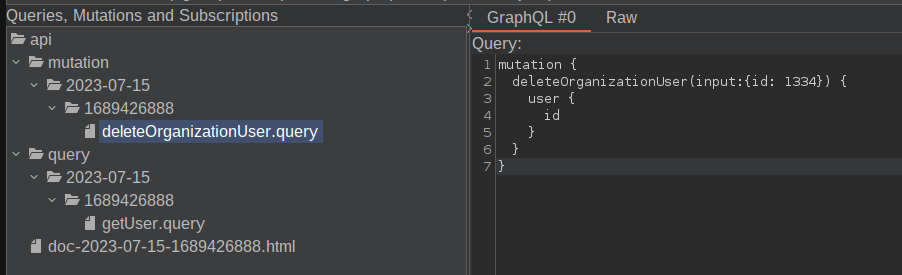 Queries, Mutations and Subscriptions
api
mutation
2023-07-15
1689426888
deleteOrganizationUser.query
query
2023-07-15
1689426888
getUser.query
doc-2023-07-15-1689426888.html
GraphQL #0 Raw
Query:
1 mutation {
2   deleteOrganizationUser(input:{id: 1334}) {
3     user {
4       id
5     }
6   }
7 }